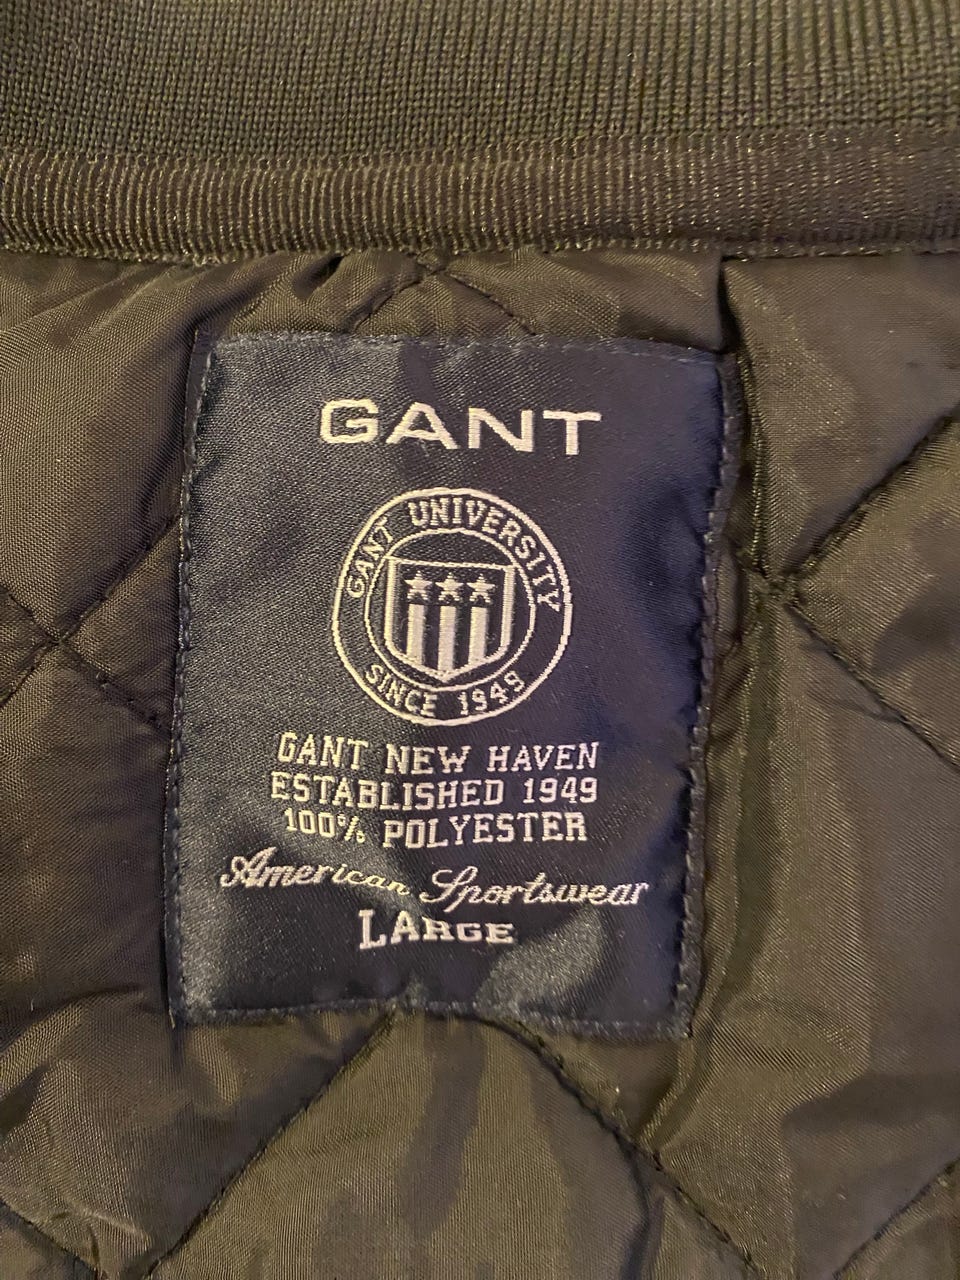 GANT
GANT UNIVERSITY
SINCE 1949
GANT NEW HAVEN
ESTABLISHED 1949
100% POLYESTER
American Sportswear
LARGE